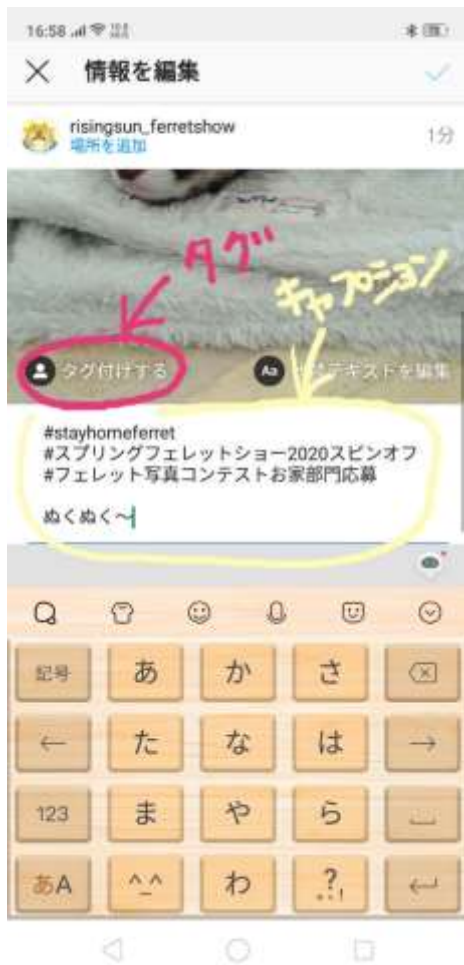 16:58
情報を編集
risingsun_ferretshow
場所を追加
1分
タグ
キャプション
タグ付けする
Aa
テキストを編集
#stayhomeferret
#スプリングフェレットショー2020スピンオフ
#フェレット写真コンテストお家部門応募
ぬくぬく〜
記号 あ か さ
← た な は →
123 ま や ら
あA ^_^ わ .?!